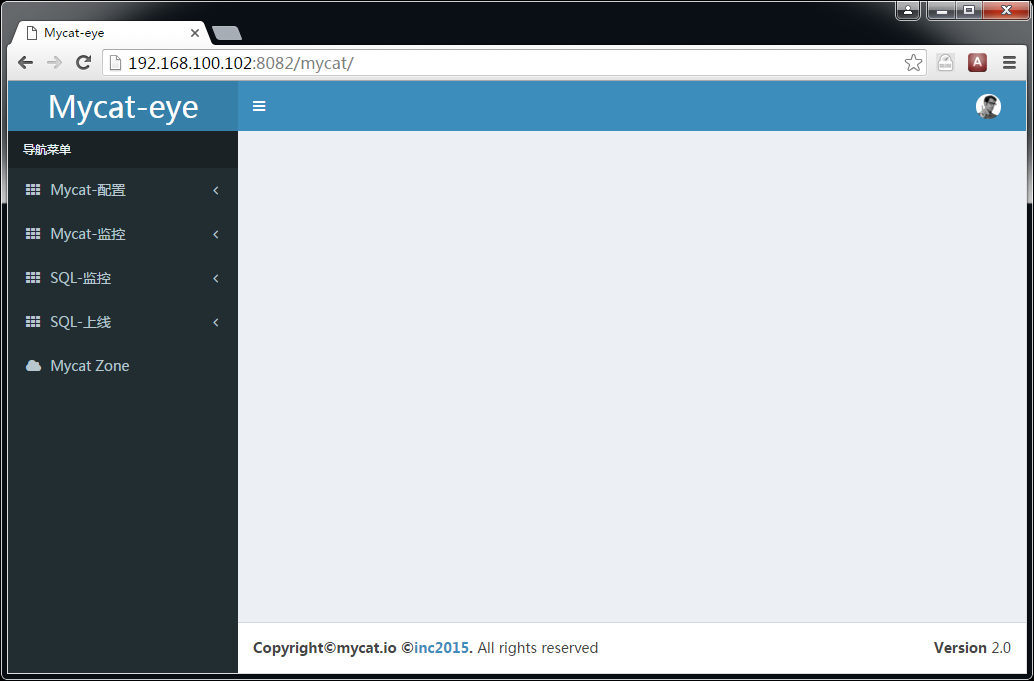 Mycat-eye
192.168.100.102:8082/mycat/
A
Mycat-eye
导航菜单
Mycat-配置
Mycat-监控
SQL-监控
SQL-上线
Mycat Zone
Copyright©mycat.io ©inc2015. All rights reserved
Version 2.0